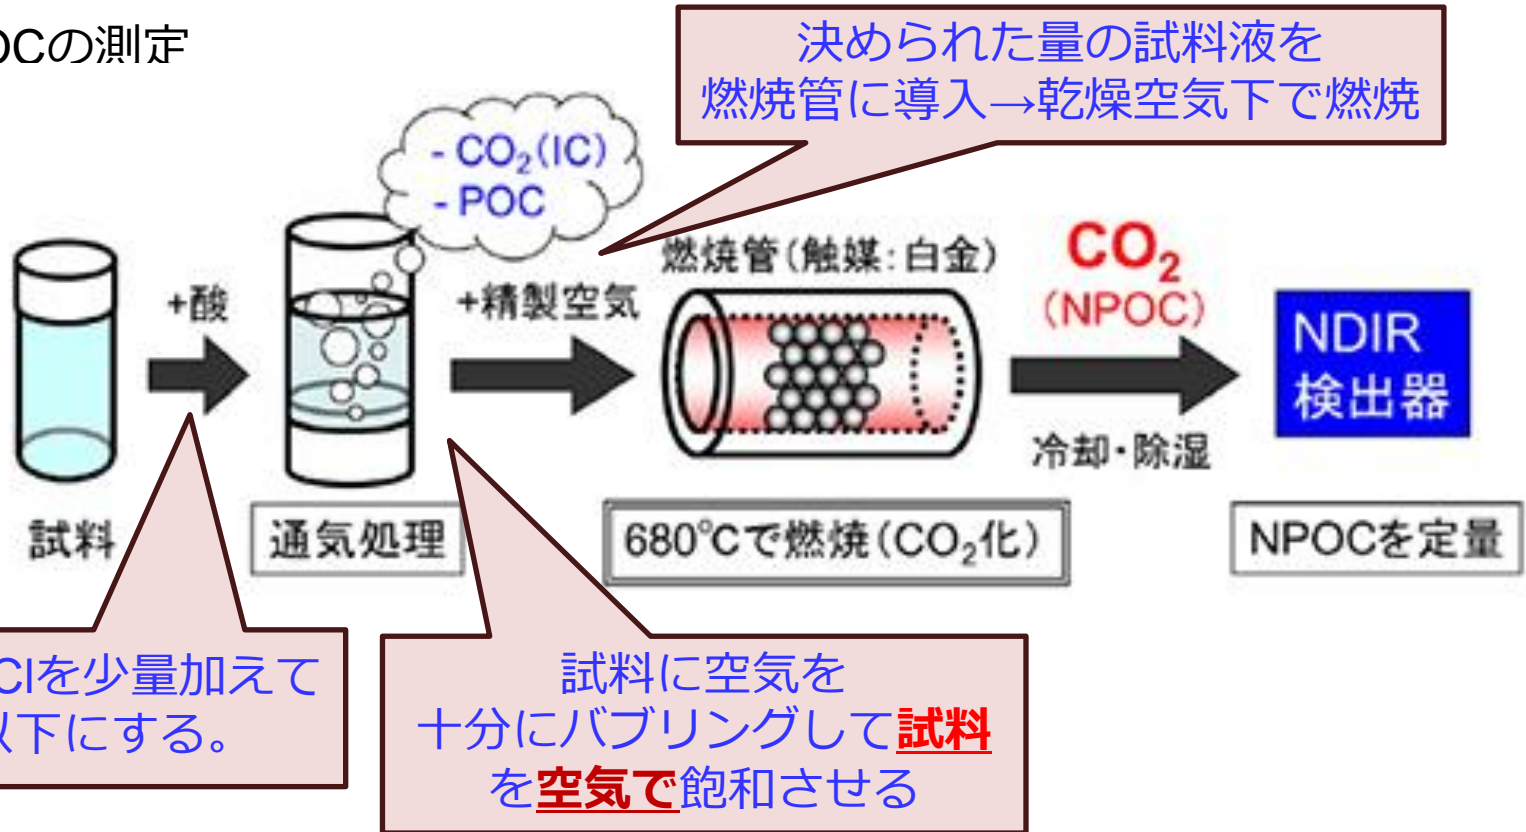 OCの測定
決められた量の試料液を
燃焼管に導入→乾燥空気下で燃焼
- CO₂(IC)
- POC
+酸
+精製空気
燃焼管(触媒:白金)
CO₂
(NPOC)
NDIR
検出器
冷却・除湿
試料
通気処理
680℃で燃焼(CO₂化)
NPOCを定量
Clを少量加えて
以下にする。
試料に空気を
十分にバブリングして試料
を空気で飽和させる